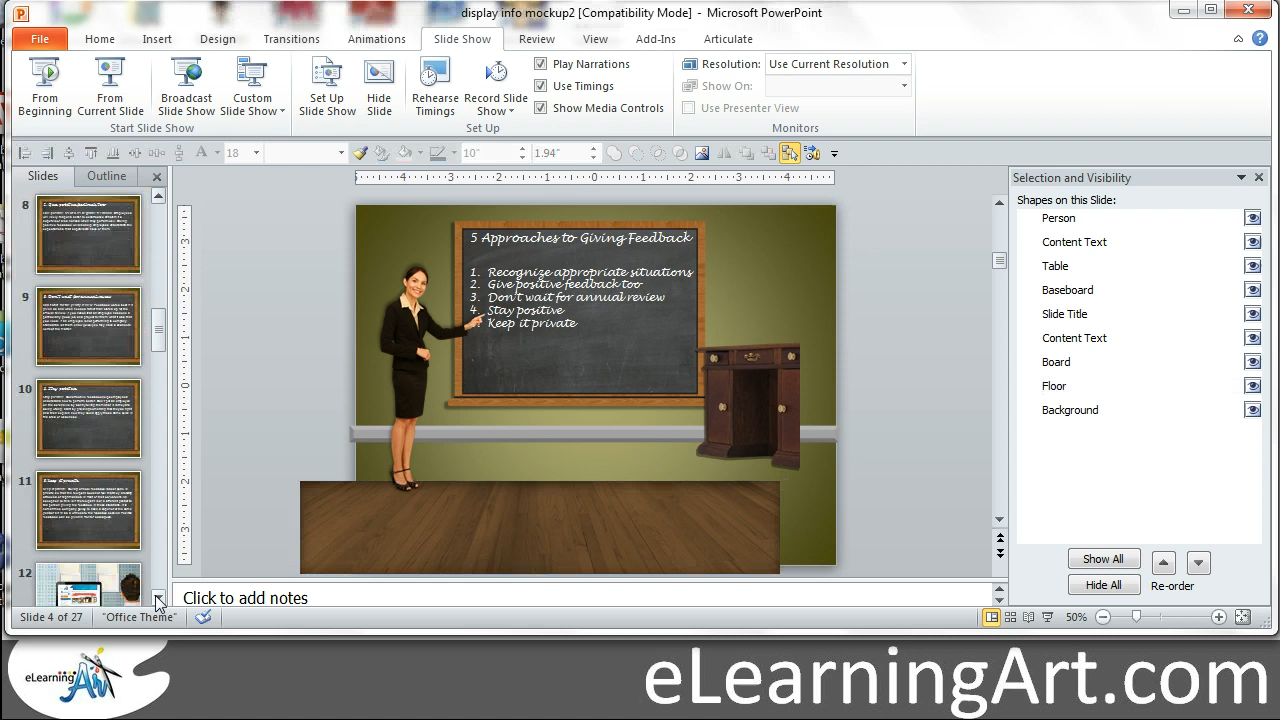 display info mockup2 [Compatibility Mode] - Microsoft PowerPoint
File Home Insert Design Transitions Animations Slide Show Review View Add-Ins Articulate
From Beginning
From Current Slide
Broadcast Slide Show
Custom Slide Show
Set Up Slide Show
Hide Slide
Rehearse Timings
Record Slide Show
Play Narrations
Use Timings
Show Media Controls
Resolution: Use Current Resolution
Show On:
Use Presenter View
Start Slide Show
Set Up
Monitors
18
10"
1.94"
Slides Outline
8
9
10
11
12
5 Approaches to Giving Feedback
1. Recognize appropriate situations
2. Give positive feedback too
3. Don't wait for annual review
4. Stay positive
Keep it private
Selection and Visibility
Shapes on this Slide:
Person
Content Text
Table
Baseboard
Slide Title
Content Text
Board
Floor
Background
Show All
Hide All
Re-order
Click to add notes
Slide 4 of 27 "Office Theme" 50%
eLearning Art
eLearningArt.com